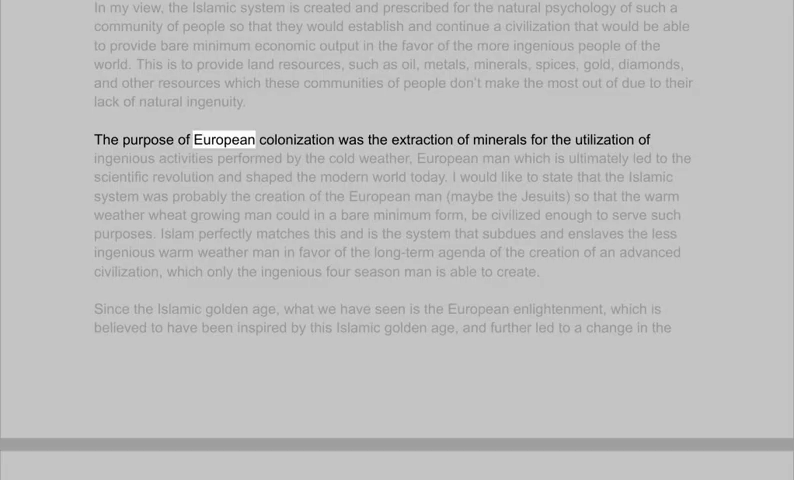 In my view, the Islamic system is created and prescribed for the natural psychology of such a
community of people so that they would establish and continue a civilization that would be able
to provide bare minimum economic output in the favor of the more ingenious people of the
world. This is to provide land resources, such as oil, metals, minerals, spices, gold, diamonds,
and other resources which these communities of people don't make the most out of due to their
lack of natural ingenuity.
The purpose of European colonization was the extraction of minerals for the utilization of
ingenious activities performed by the cold weather, European man which is ultimately led to the
scientific revolution and shaped the modern world today. I would like to state that the Islamic
system was probably the creation of the European man (maybe the Jesuits) so that the warm
weather wheat growing man could in a bare minimum form, be civilized enough to serve such
purposes. Islam perfectly matches this and is the system that subdues and enslaves the less
ingenious warm weather man in favor of the long-term agenda of the creation of an advanced
civilization, which only the ingenious four season man is able to create.
Since the Islamic golden age, what we have seen is the European enlightenment, which is
believed to have been inspired by this Islamic golden age, and further led to a change in the